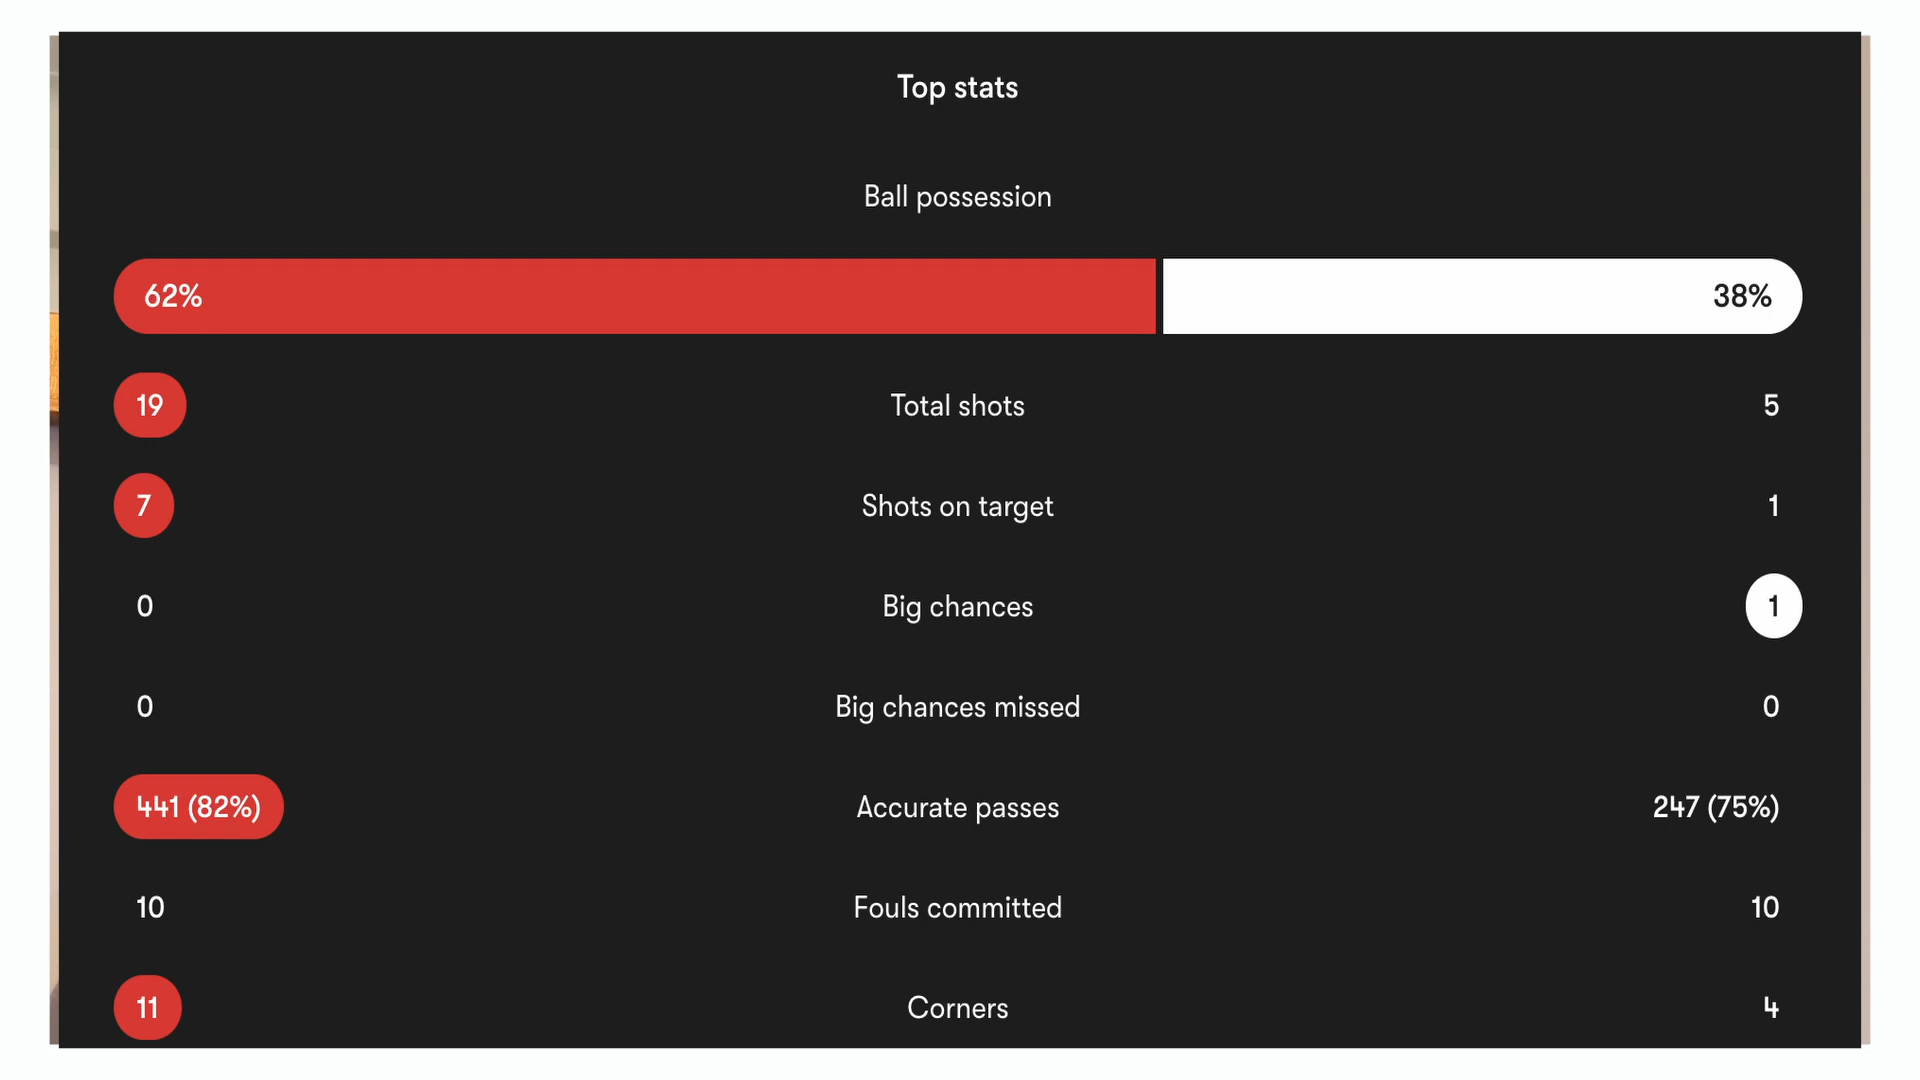 Top stats
Ball possession
62% 38%
19 Total shots 5
7 Shots on target 1
0 Big chances 1
0 Big chances missed 0
441 (82%) Accurate passes 247 (75%)
10 Fouls committed 10
11 Corners 4